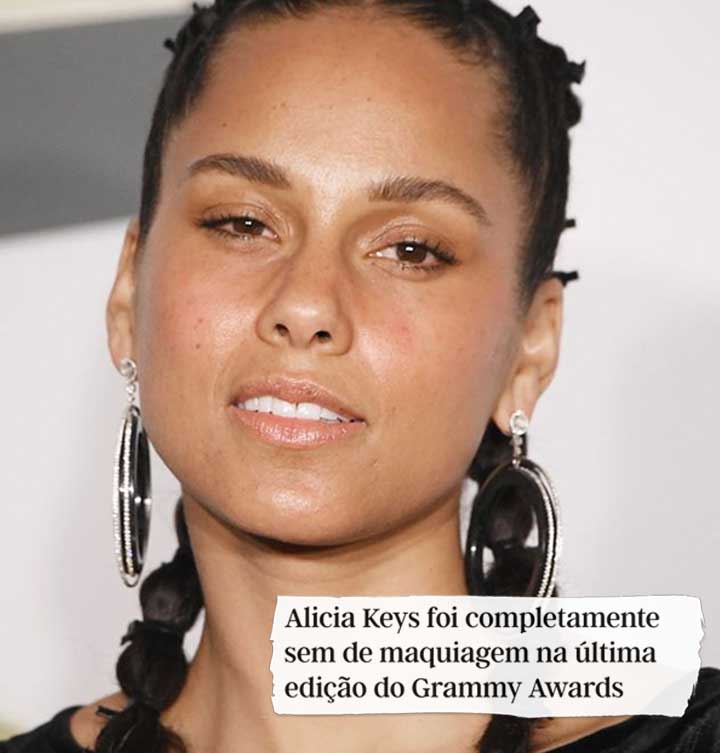 Alicia Keys foi completamente
sem de maquiagem na última
edição do Grammy Awards